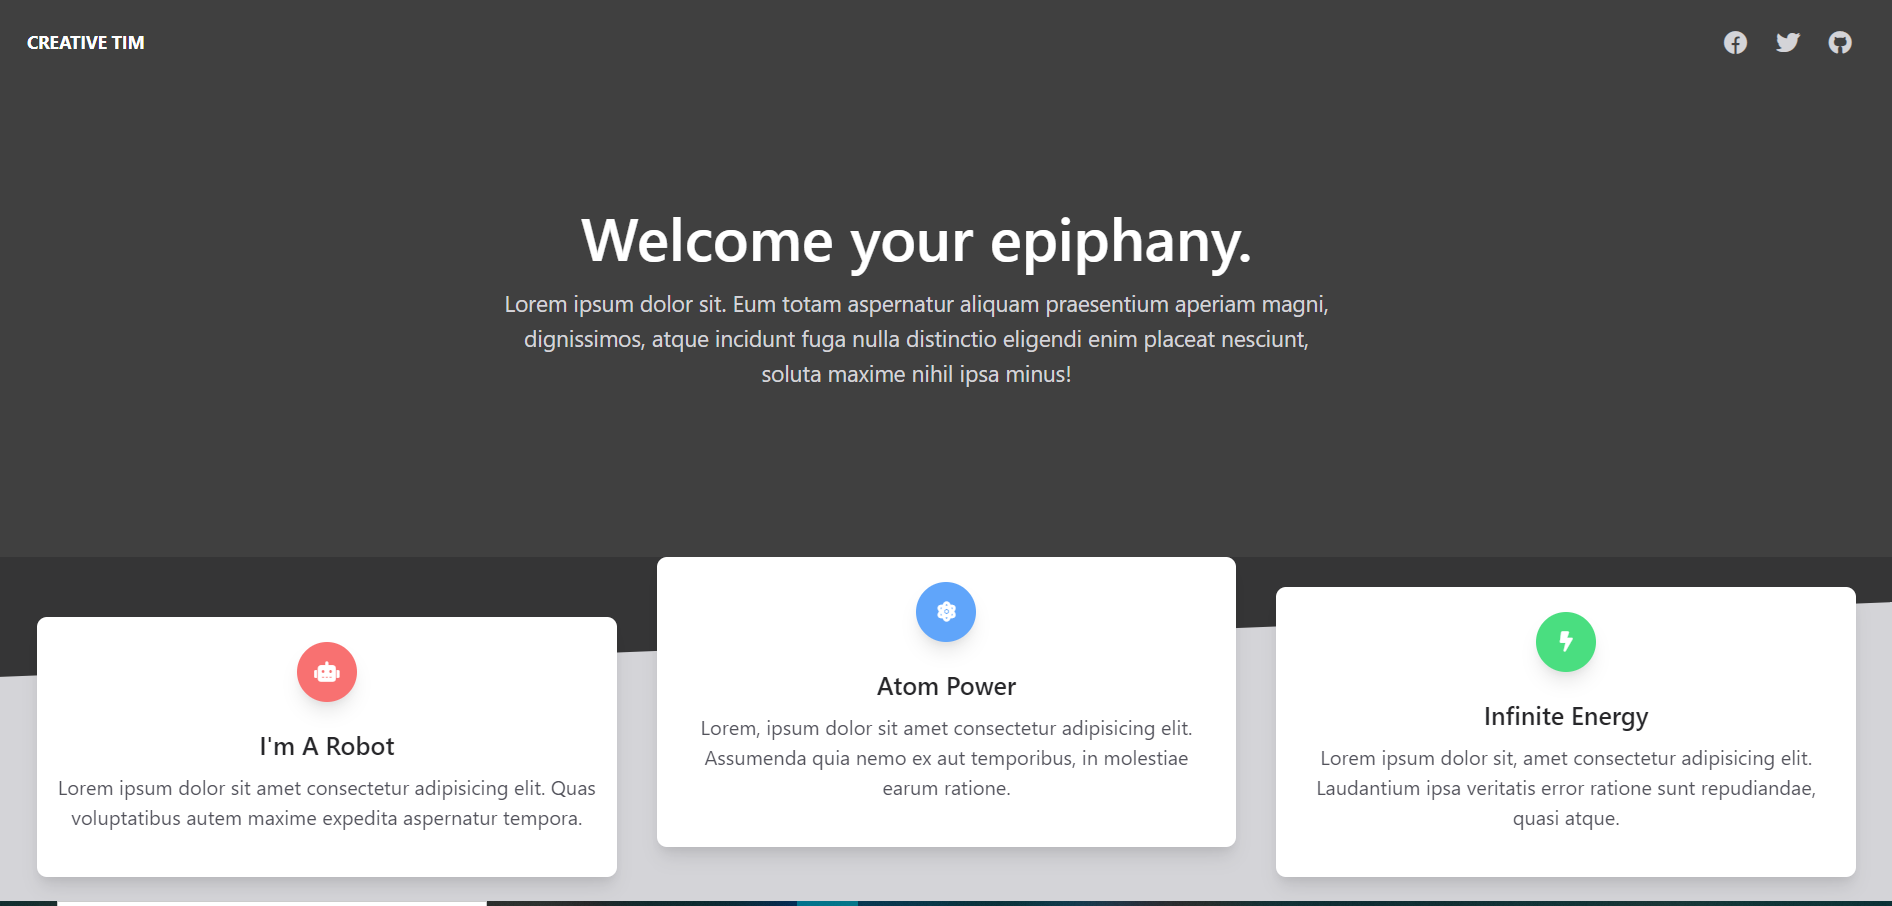 CREATIVE TIM
Welcome your epiphany.
Lorem ipsum dolor sit. Eum totam aspernatur aliquam praesentium aperiam magni,
dignissimos, atque incidunt fuga nulla distinctio eligendi enim placeat nesciunt,
soluta maxime nihil ipsa minus!
I'm A Robot
Lorem ipsum dolor sit amet consectetur adipisicing elit. Quas
voluptatibus autem maxime expedita aspernatur tempora.
Atom Power
Lorem, ipsum dolor sit amet consectetur adipisicing elit.
Assumenda quia nemo ex aut temporibus, in molestiae
earum ratione.
Infinite Energy
Lorem ipsum dolor sit, amet consectetur adipisicing elit.
Laudantium ipsa veritatis error ratione sunt repudiandae,
quasi atque.